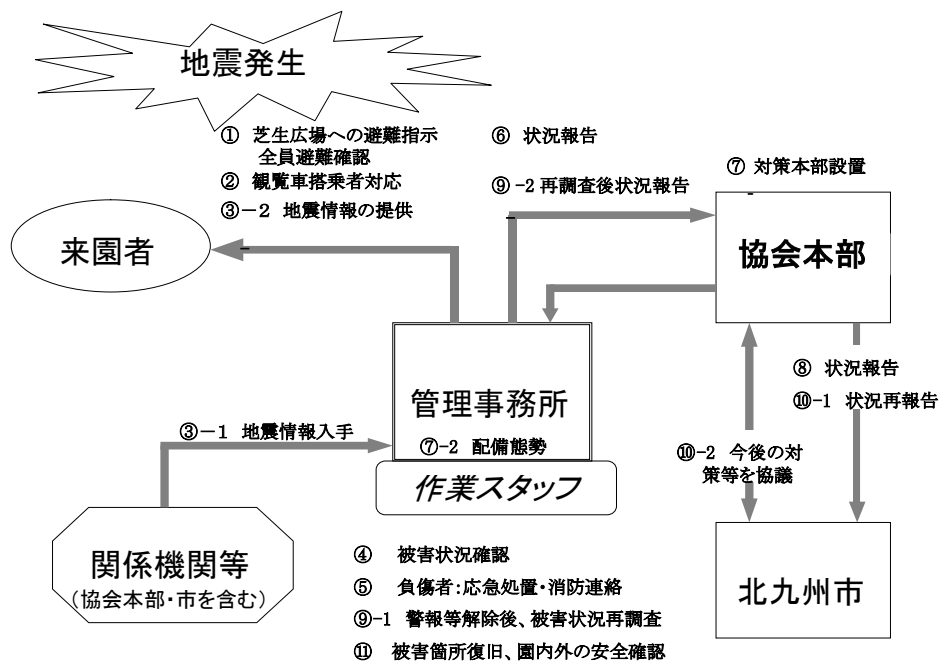 地震発生
① 芝生広場への避難指示
全員避難確認
② 観覧車搭乗者対応
③－２ 地震情報の提供
⑥ 状況報告
⑨-2 再調査後状況報告
⑦ 対策本部設置
来園者
協会本部
管理事務所
⑦-2 配備態勢
作業スタッフ
③－１ 地震情報入手
⑧ 状況報告
⑩-1 状況再報告
⑩-2 今後の対
策等を協議
関係機関等
（協会本部・市を含む）
北九州市
④ 被害状況確認
⑤ 負傷者：応急処置・消防連絡
⑨-1 警報等解除後、被害状況再調査
⑪ 被害箇所復旧、園内外の安全確認